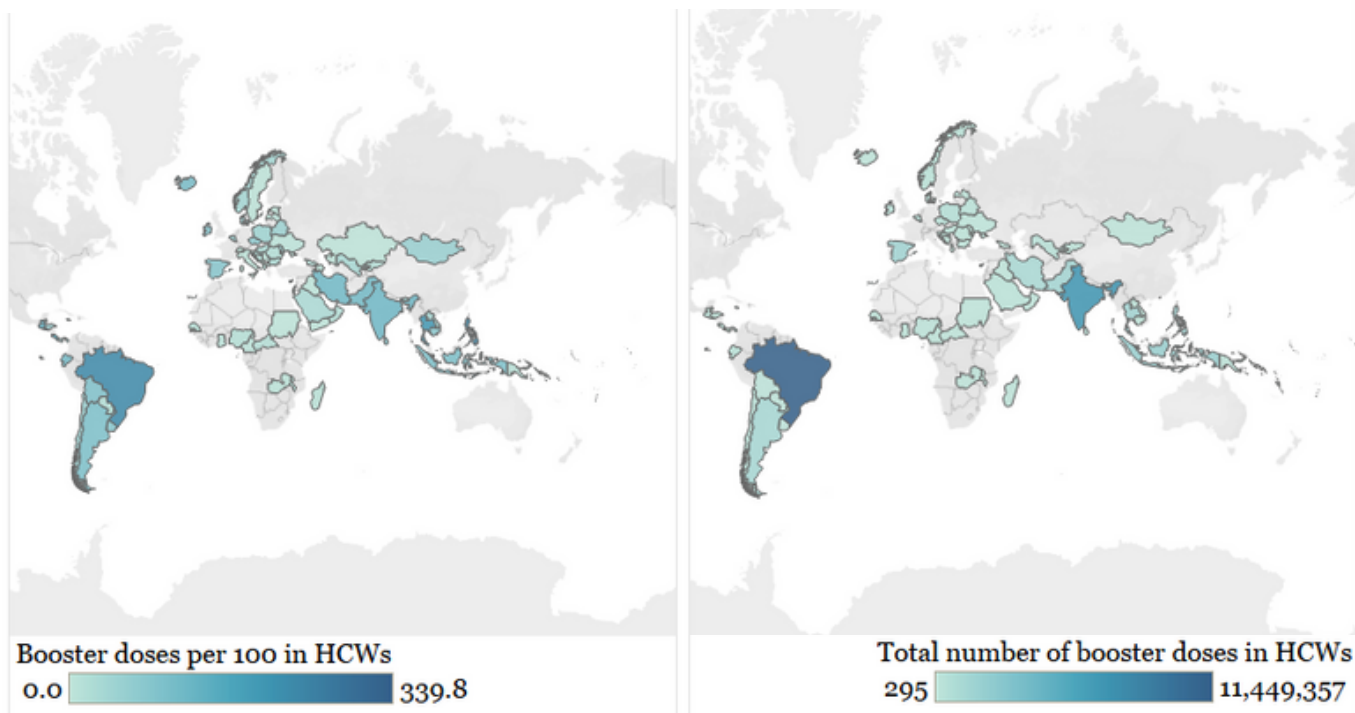 Booster doses per 100 in HCWs
0.0 339.8
Total number of booster doses in HCWs
295 11,449,357